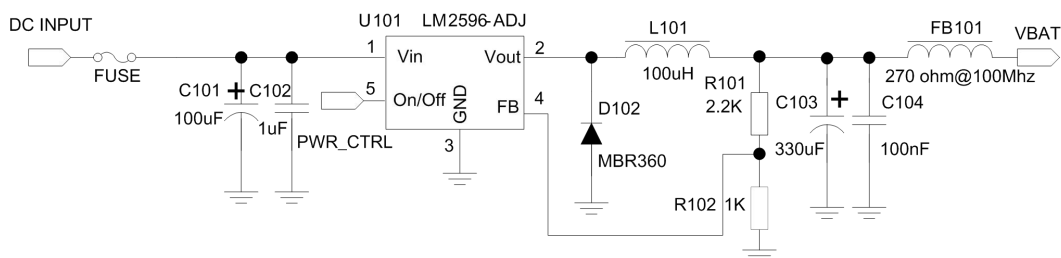 DC INPUT
FUSE
C101
+
100uF
C102
1uF
U101 LM2596-ADJ
1
Vin
5
On/Off
PWR_CTRL
GND
3
Vout
2
FB
4
D102
MBR360
L101
100uH
R101
2.2K
R102 1K
C103
+
330uF
C104
100nF
FB101
270 ohm@100Mhz
VBAT